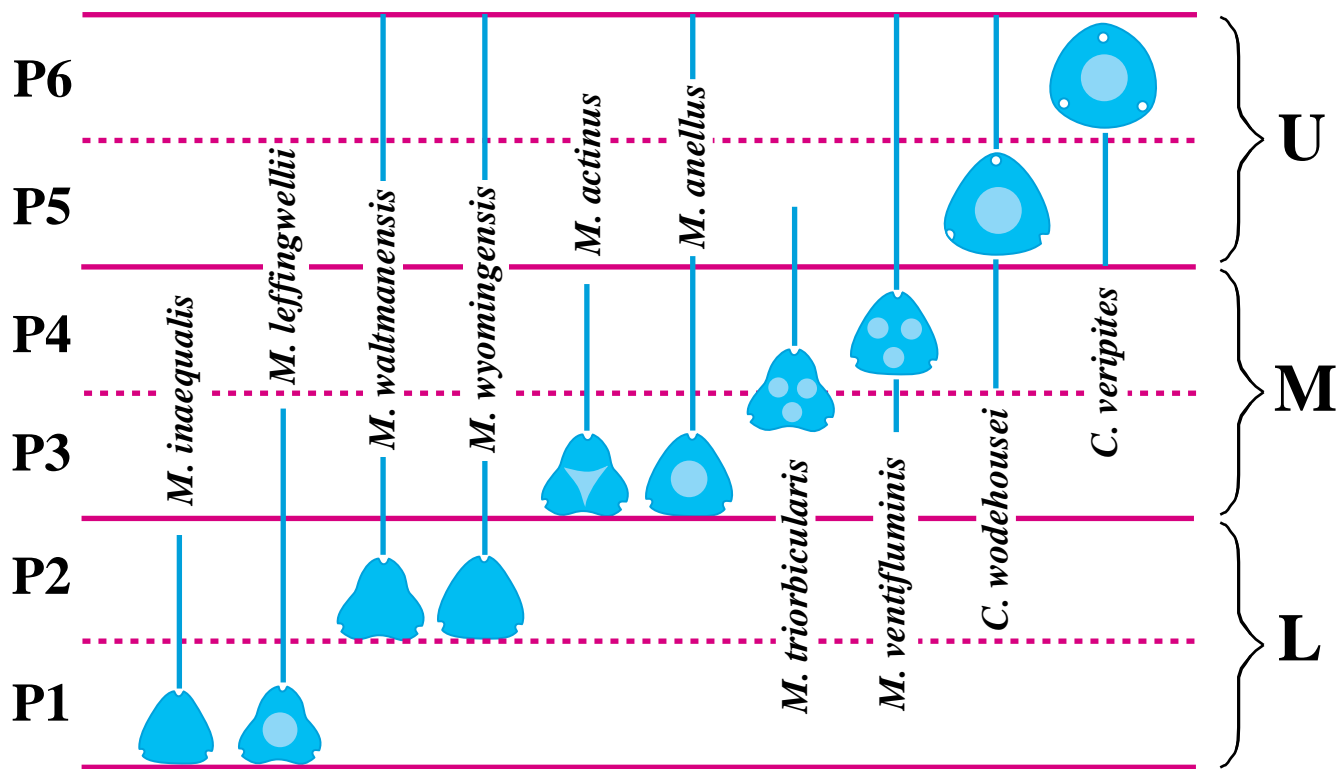 P6
P5
P4
P3
P2
P1
M. inaequalis
M. leffingwellii
M. waltmanensis
M. wyomingensis
M. actinus
M. anellus
M. triorbicularis
M. ventifluminis
C. wodehousei
C. veripites
U
M
L